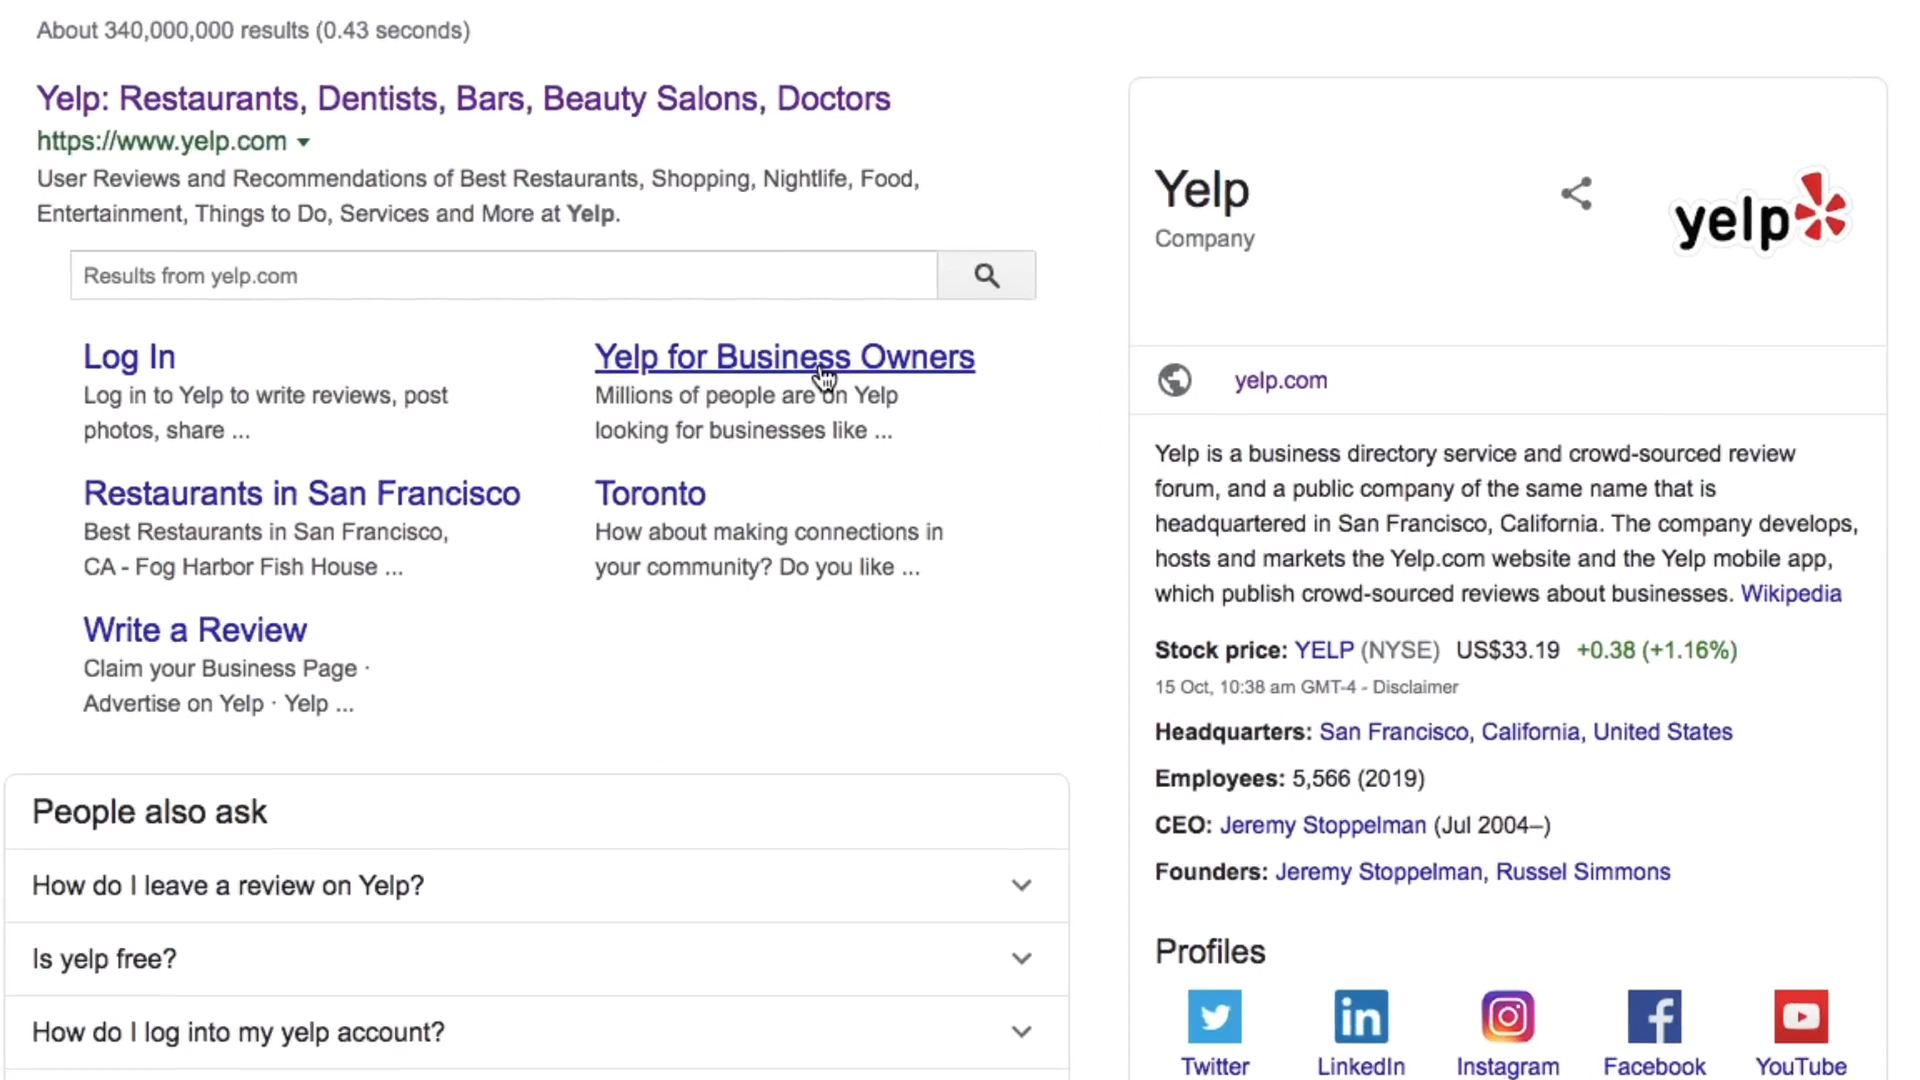 About 340,000,000 results (0.43 seconds)
Yelp: Restaurants, Dentists, Bars, Beauty Salons, Doctors
https://www.yelp.com
User Reviews and Recommendations of Best Restaurants, Shopping, Nightlife, Food,
Entertainment, Things to Do, Services and More at Yelp.
Results from yelp.com
Log In
Log in to Yelp to write reviews, post
photos, share ...
Yelp for Business Owners
Millions of people are on Yelp
looking for businesses like ...
Restaurants in San Francisco
Best Restaurants in San Francisco,
CA - Fog Harbor Fish House ...
Toronto
How about making connections in
your community? Do you like ...
Write a Review
Claim your Business Page ·
Advertise on Yelp · Yelp ...
People also ask
How do I leave a review on Yelp?
Is yelp free?
How do I log into my yelp account?
Yelp
Company
yelp
yelp.com
Yelp is a business directory service and crowd-sourced review
forum, and a public company of the same name that is
headquartered in San Francisco, California. The company develops,
hosts and markets the Yelp.com website and the Yelp mobile app,
which publish crowd-sourced reviews about businesses. Wikipedia
Stock price: YELP (NYSE) US$33.19 +0.38 (+1.16%)
15 Oct, 10:38 am GMT-4 - Disclaimer
Headquarters: San Francisco, California, United States
Employees: 5,566 (2019)
CEO: Jeremy Stoppelman (Jul 2004–)
Founders: Jeremy Stoppelman, Russel Simmons
Profiles
Twitter
LinkedIn
Instagram
Facebook
YouTube